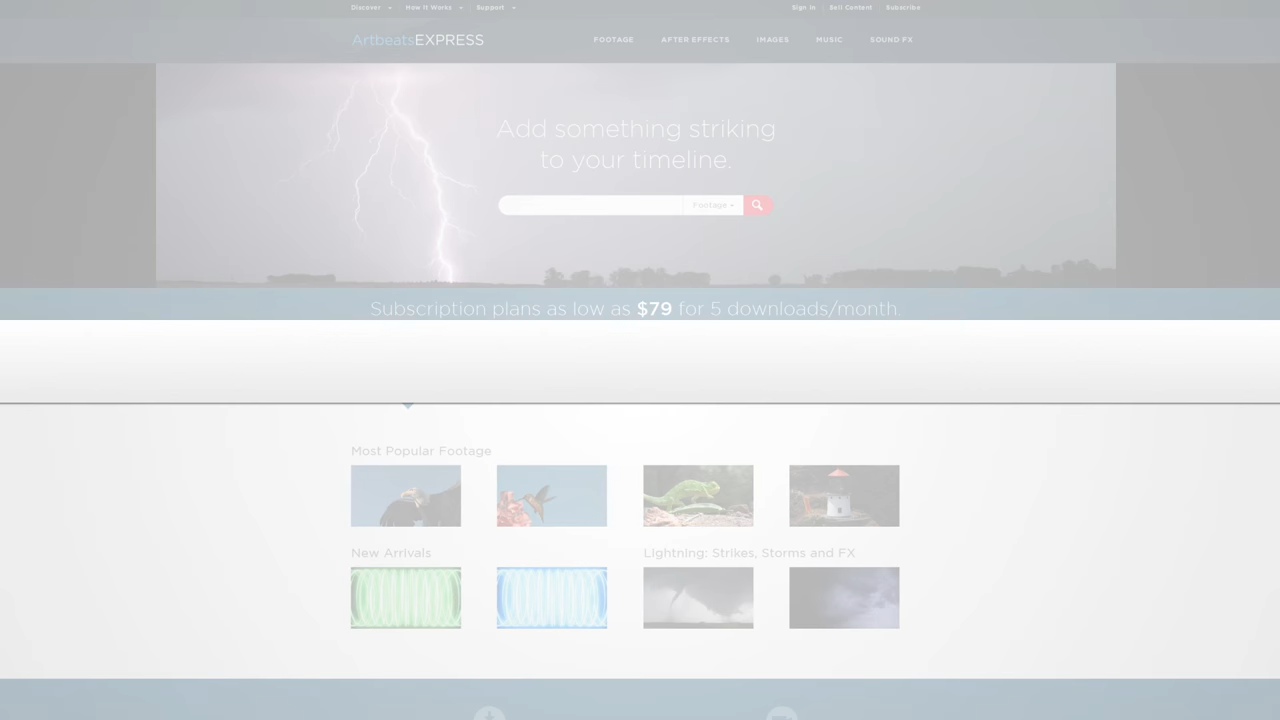 Discover How It Works Support Sign In Sell Content Subscribe
ArtbeatsEXPRESS FOOTAGE AFTER EFFECTS IMAGES MUSIC SOUND FX
Add something striking
to your timeline.
Footage
Subscription plans as low as $79 for 5 downloads/month.
Most Popular Footage
New Arrivals Lightning: Strikes, Storms and FX